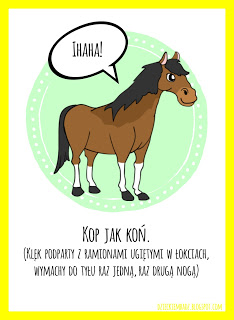 Ihaha!
Kop jak koń.
(Klęk podparty z ramionami ugiętymi w łokciach,
wymachy do tyłu raz jedną, raz drugą nogą)